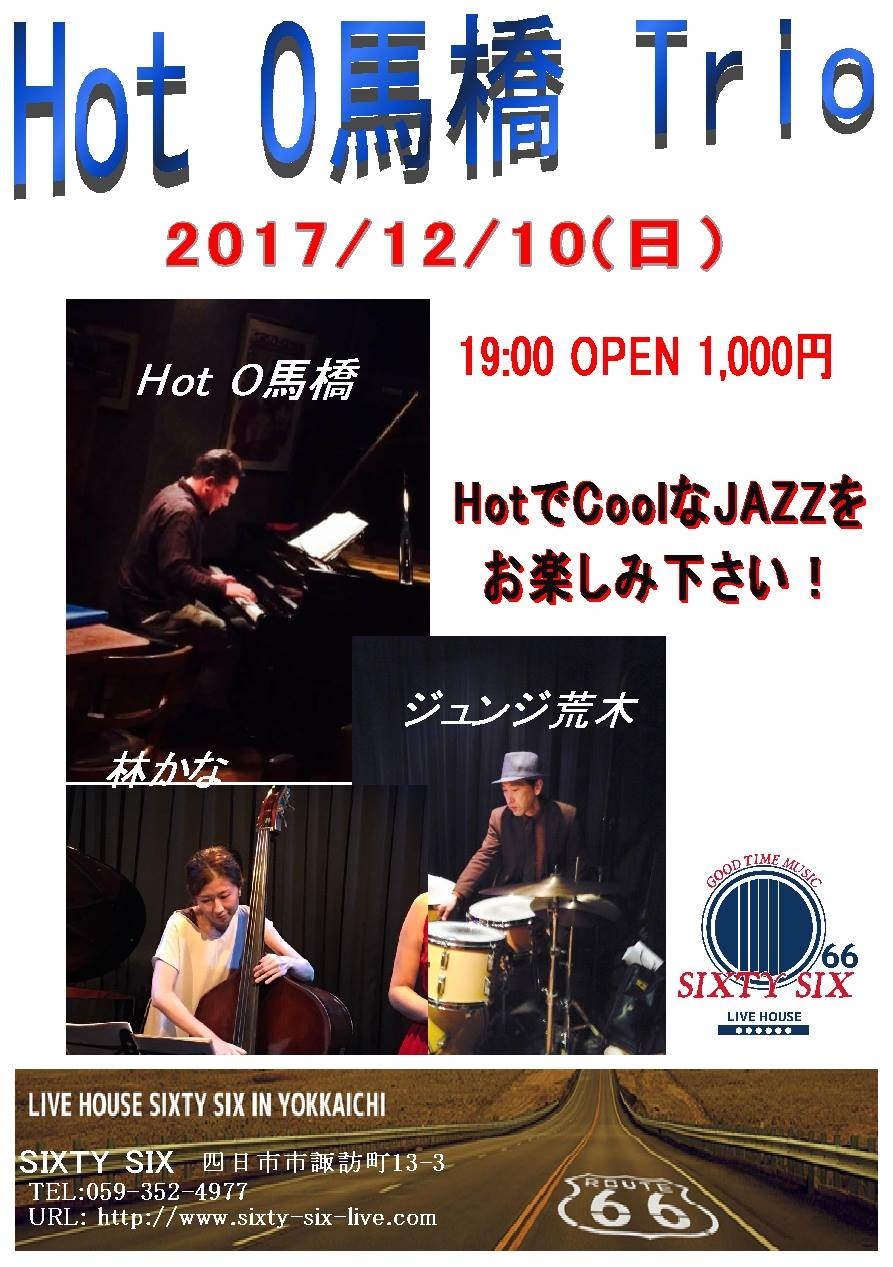 Hot O馬橋 Trio
2017/12/10(日)
19:00 OPEN 1,000円
Hot O馬橋
HotでCoolなJAZZを
お楽しみ下さい！
ジュンジ荒木
林かな
GOOD TIME MUSIC
66
SIXTY SIX
LIVE HOUSE
LIVE HOUSE SIXTY SIX IN YOKKAICHI
SIXTY SIX 四日市市諏訪町13-3
TEL:059-352-4977
URL: http://www.sixty-six-live.com
ROUTE
66